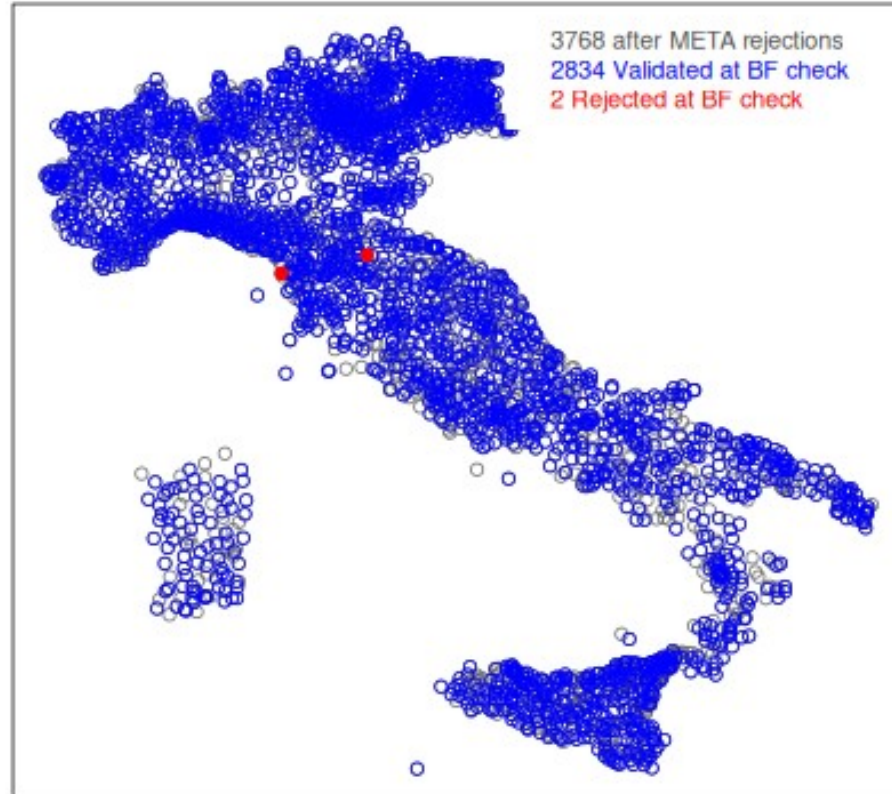 3768 after META rejections
2834 Validated at BF check
2 Rejected at BF check